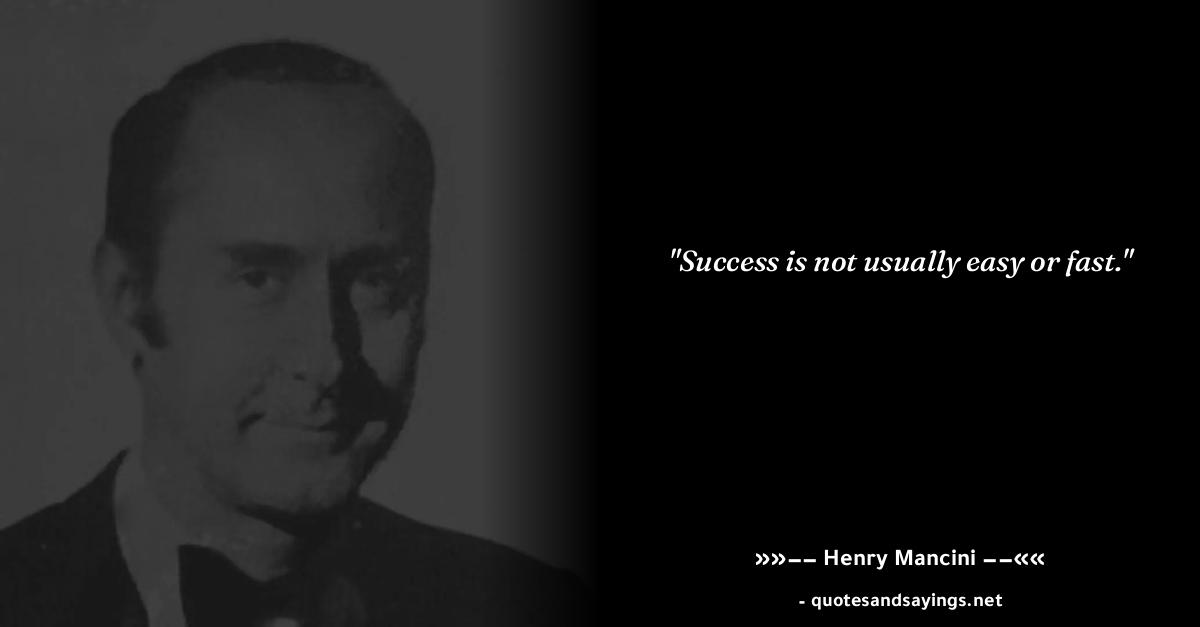 "Success is not usually easy or fast."
»»−− Henry Mancini −−««
- quotesandsayings.net